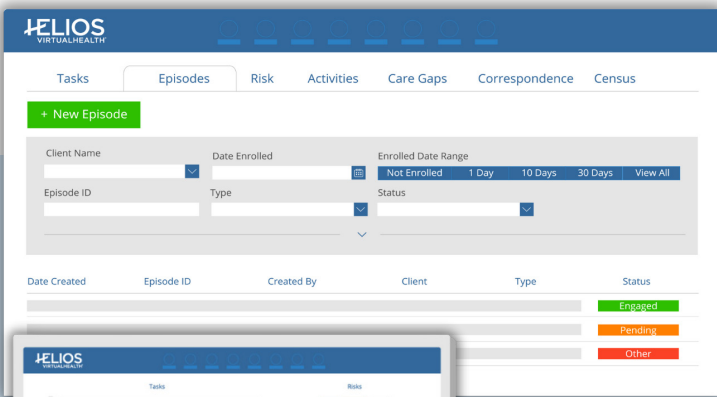 HELIOS
VIRTUALHEALTH
Tasks Episodes Risk Activities Care Gaps Correspondence Census
+ New Episode
Client Name Date Enrolled Enrolled Date Range
Not Enrolled 1 Day 10 Days 30 Days View All
Episode ID Type Status
Date Created Episode ID Created By Client Type Status
Engaged
Pending
Other
HELIOS
VIRTUALHEALTH
Tasks Risks